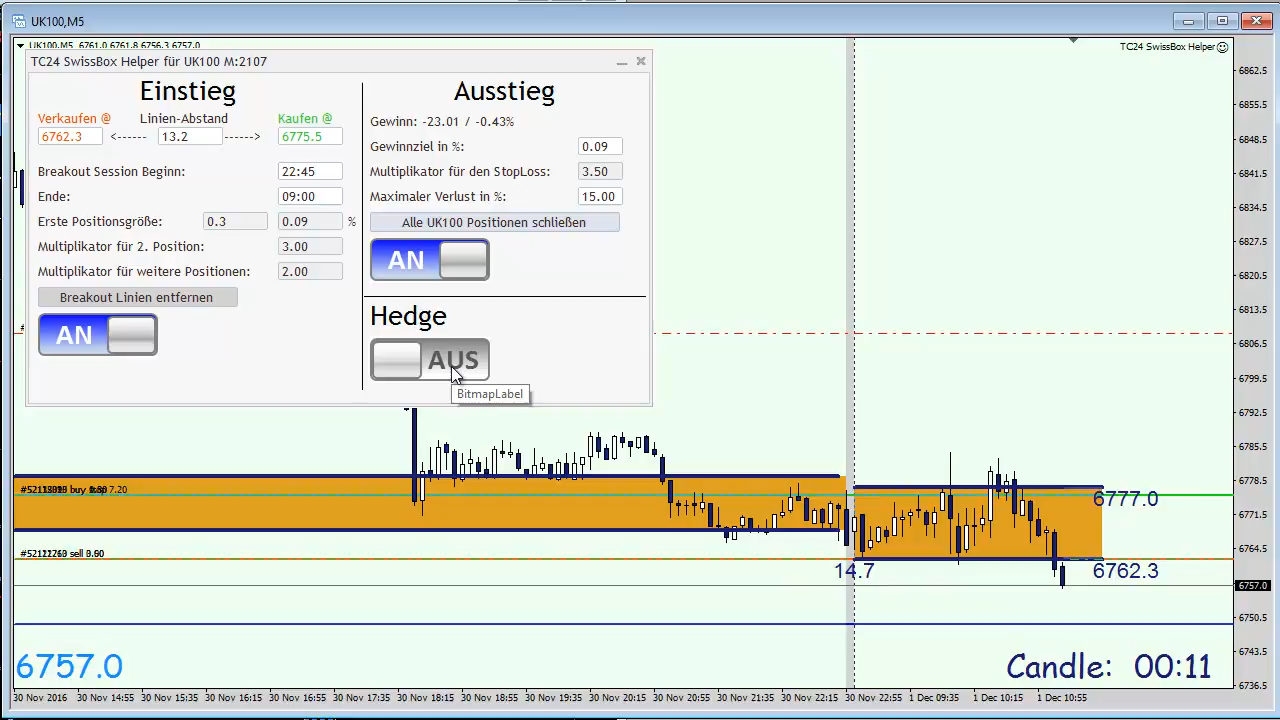 UK100,M5
UK100,M5 6761.0 6761.8 6756.3 6757.0
TC24 SwissBox Helper
TC24 SwissBox Helper für UK100 M:2107
Einstieg
Verkaufen @
Linien-Abstand
Kaufen @
6762.3
<------
13.2
------>
6775.5
Breakout Session Beginn:
22:45
Ende:
09:00
Erste Positionsgröße:
0.3
0.09
%
Multiplikator für 2. Position:
3.00
Multiplikator für weitere Positionen:
2.00
Breakout Linien entfernen
AN
Ausstieg
Gewinn: -23.01 / -0.43%
Gewinnziel in %:
0.09
Multiplikator für den StopLoss:
3.50
Maximaler Verlust in %:
15.00
Alle UK100 Positionen schließen
AN
Hedge
AUS
BitmapLabel
6777.0
14.7
6762.3
6757.0
Candle: 00:11
6862.5
6855.5
6848.5
6841.5
6834.5
6827.5
6820.5
6813.5
6806.5
6799.5
6792.5
6785.5
6778.5
6771.5
6764.5
6757.0
6750.5
6743.5
6736.5
30 Nov 2016
30 Nov 14:55
30 Nov 15:35
30 Nov 16:15
30 Nov 16:55
30 Nov 17:35
30 Nov 18:15
30 Nov 18:55
30 Nov 19:35
30 Nov 20:15
30 Nov 20:55
30 Nov 21:35
30 Nov 22:15
30 Nov 22:55
1 Dec 09:35
1 Dec 10:15
1 Dec 10:55